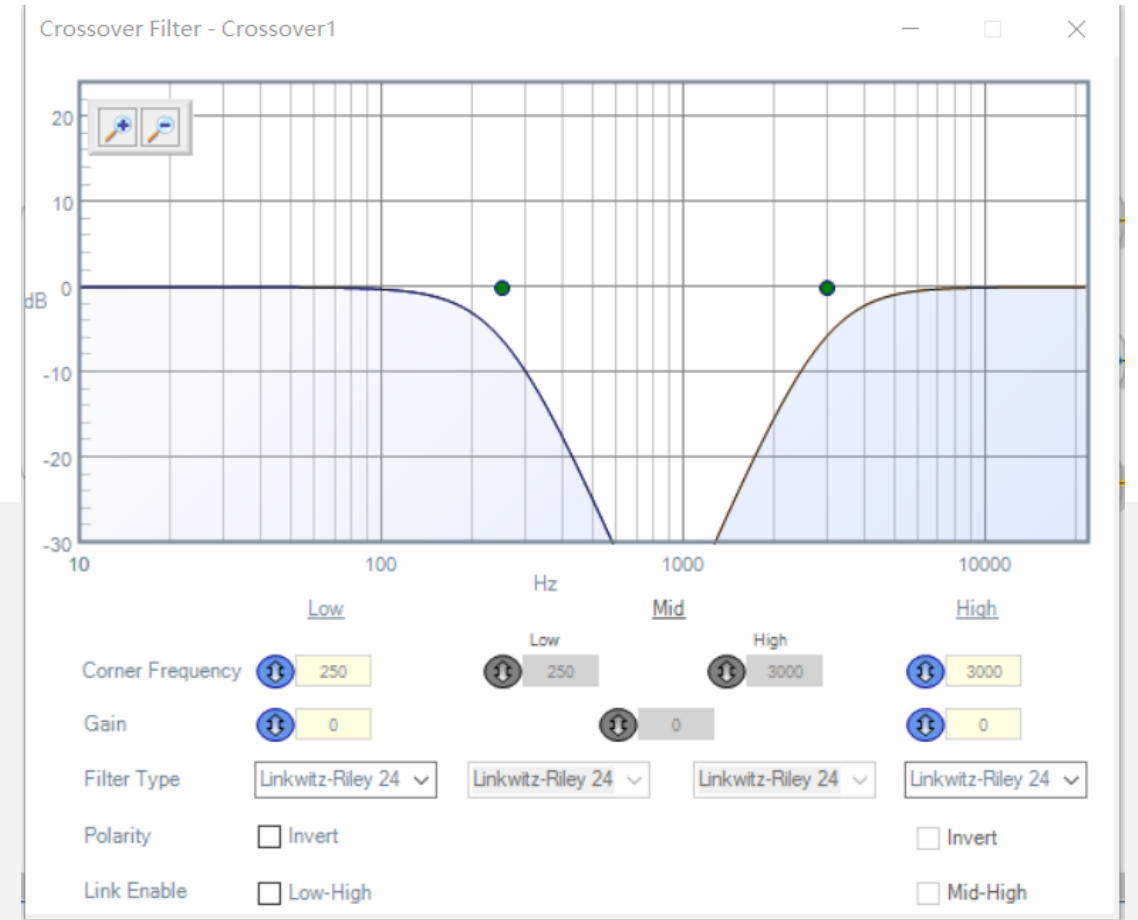 Crossover Filter - Crossover1
20
10
dB 0
-10
-20
-30
10 100 1000 10000
Hz
Low Mid High
Low High
Corner Frequency 250 250 3000 3000
Gain 0 0 0
Filter Type Linkwitz-Riley 24 Linkwitz-Riley 24 Linkwitz-Riley 24 Linkwitz-Riley 24
Polarity Invert Invert
Link Enable Low-High Mid-High